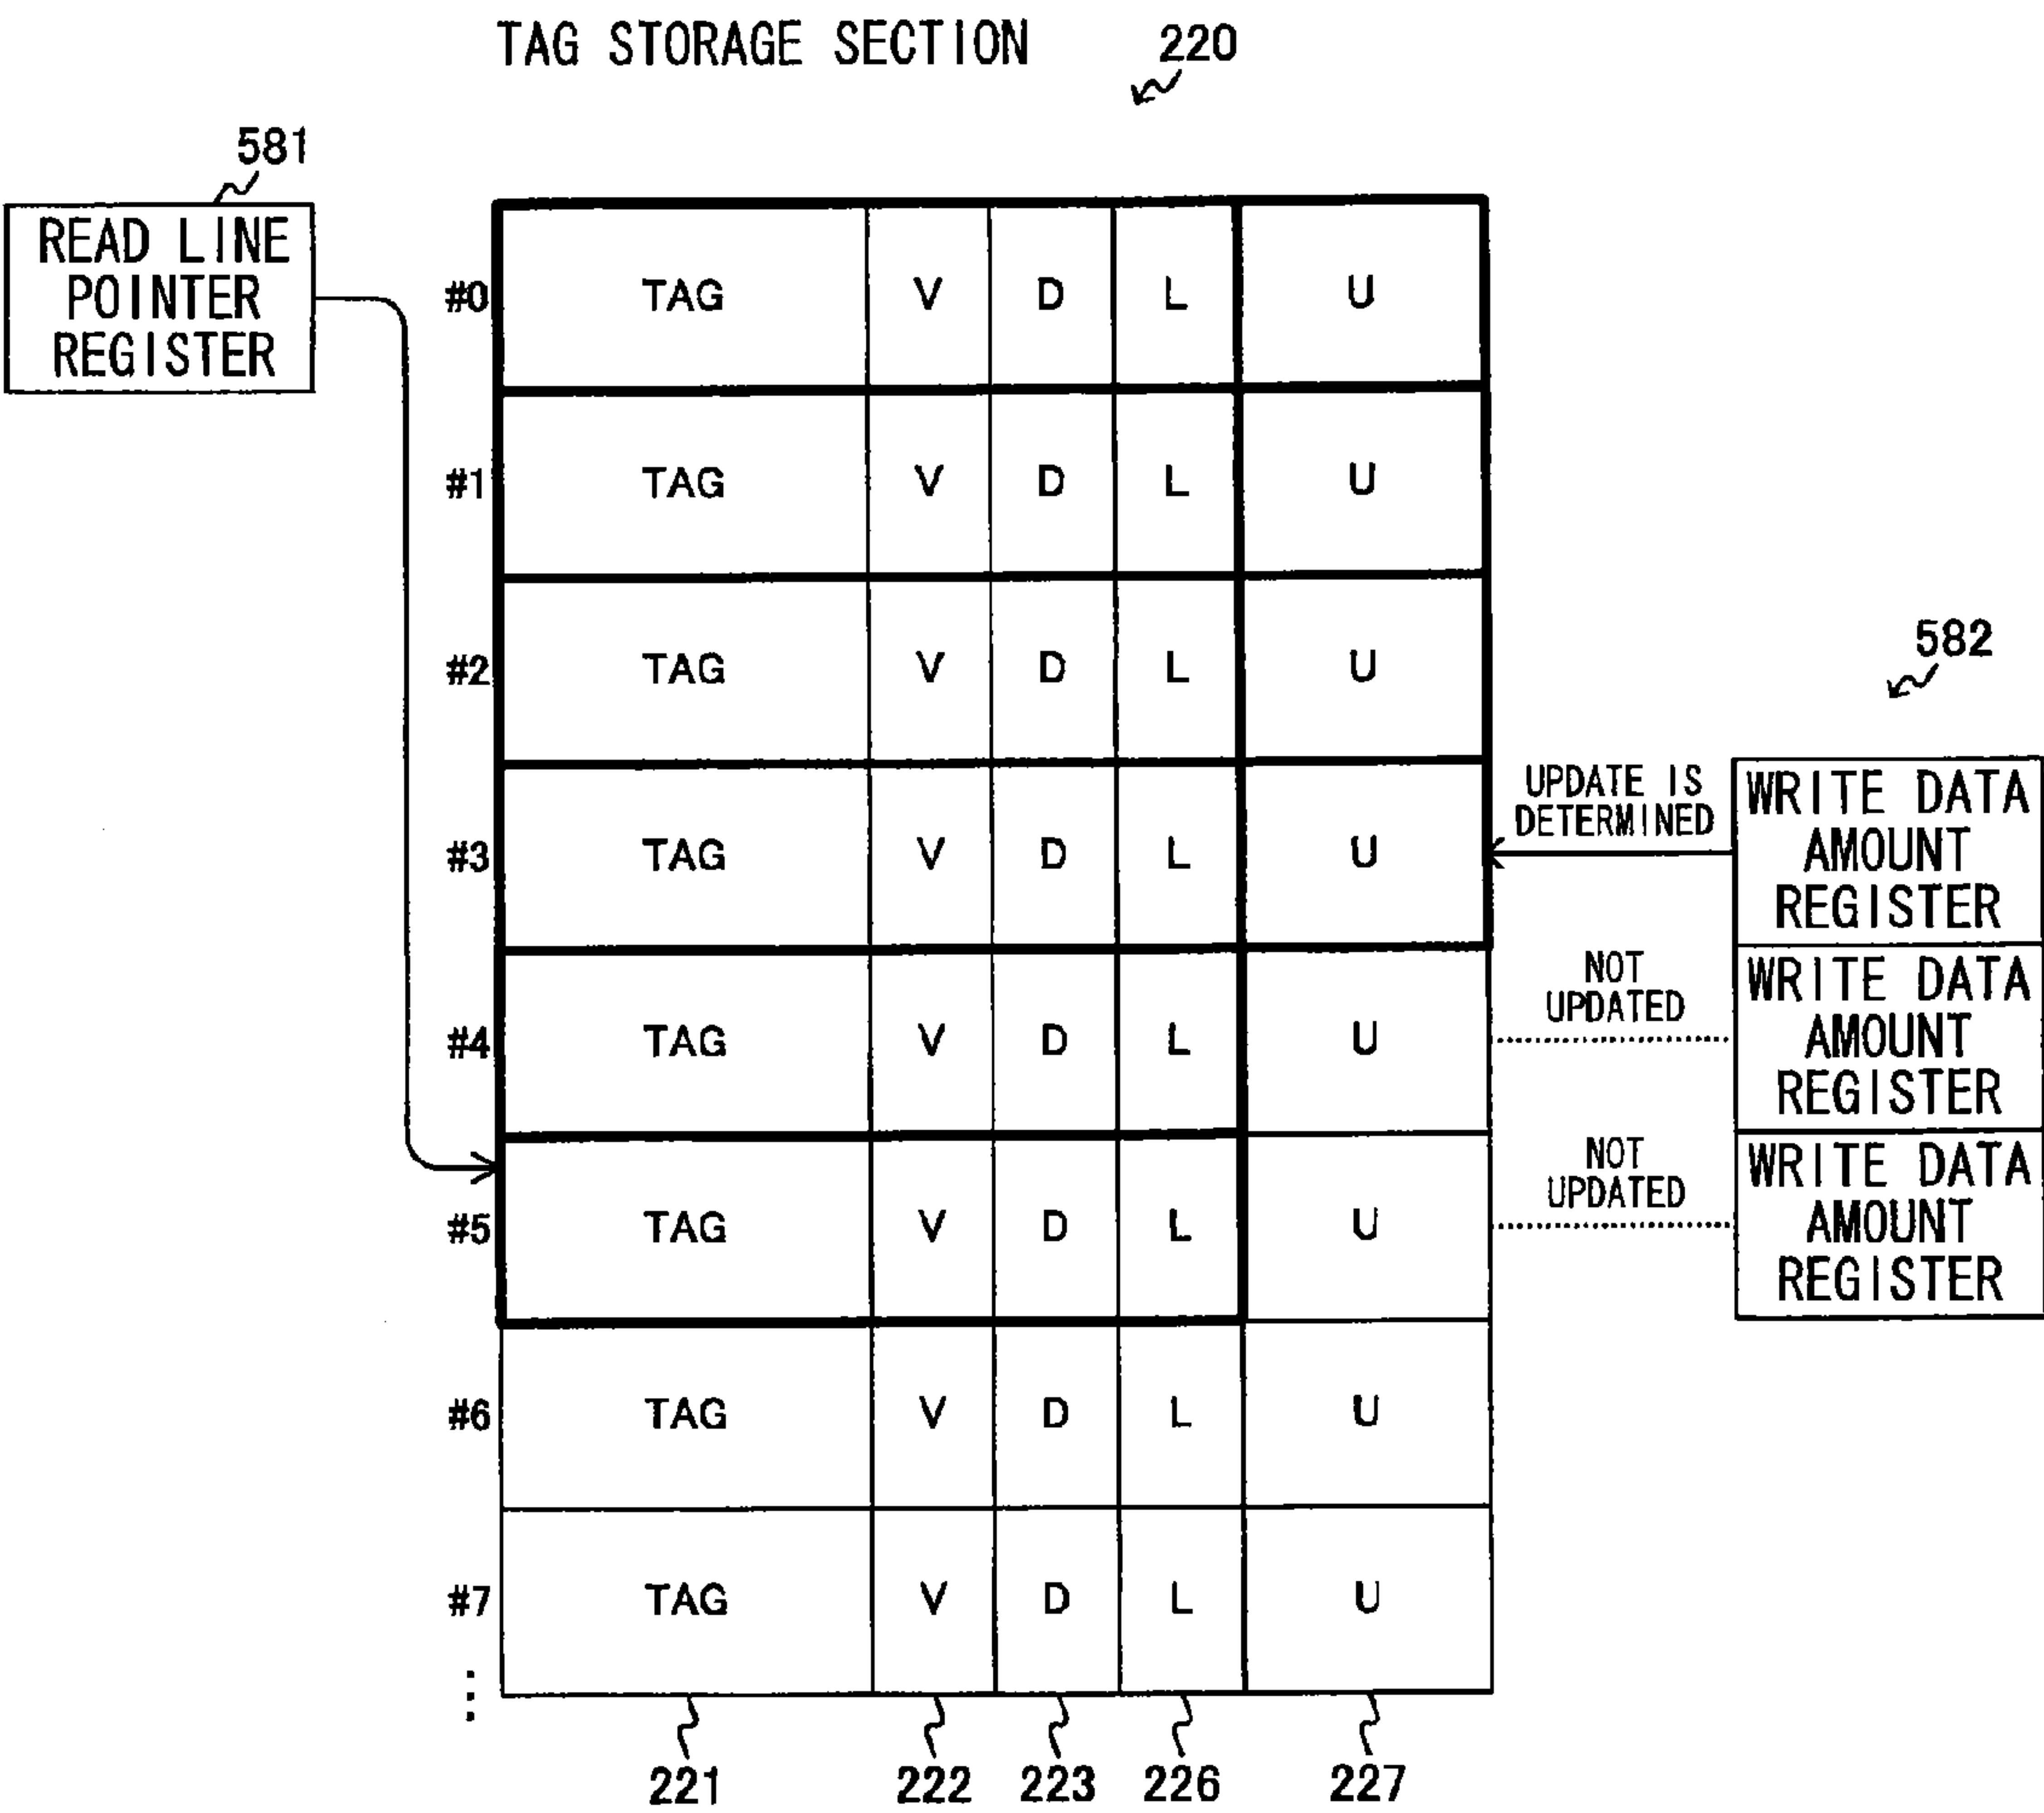 TAG STORAGE SECTION 220
581
READ LINE
POINTER
REGISTER
#0 TAG V D L U
#1 TAG V D L U
#2 TAG V D L U
582
#3 TAG V D L U
UPDATE IS
DETERMINED
WRITE DATA
AMOUNT
REGISTER
#4 TAG V D L U
NOT
UPDATED
WRITE DATA
AMOUNT
REGISTER
#5 TAG V D L U
NOT
UPDATED
WRITE DATA
AMOUNT
REGISTER
#6 TAG V D L U
#7 TAG V D L U
⋮
221 222 223 226 227